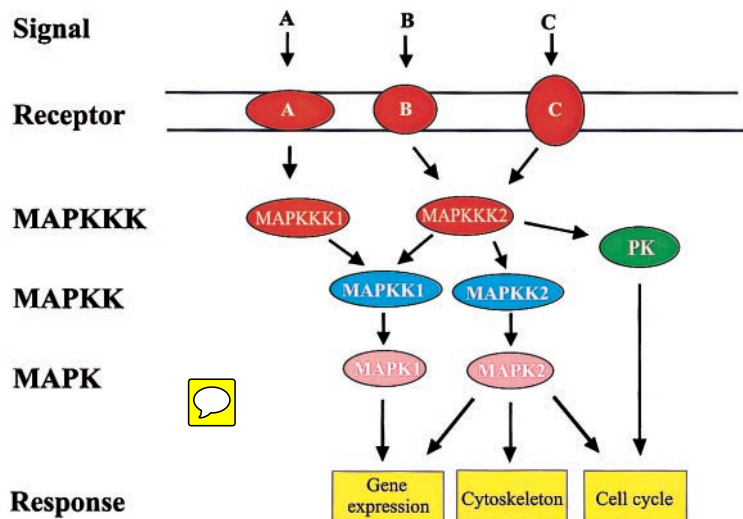 Signal A B C
Receptor A B C
MAPKKK MAPKKK1 MAPKKK2
PK
MAPKK MAPKK1 MAPKK2
MAPK MAPK1 MAPK2
Response Gene expression Cytoskeleton Cell cycle